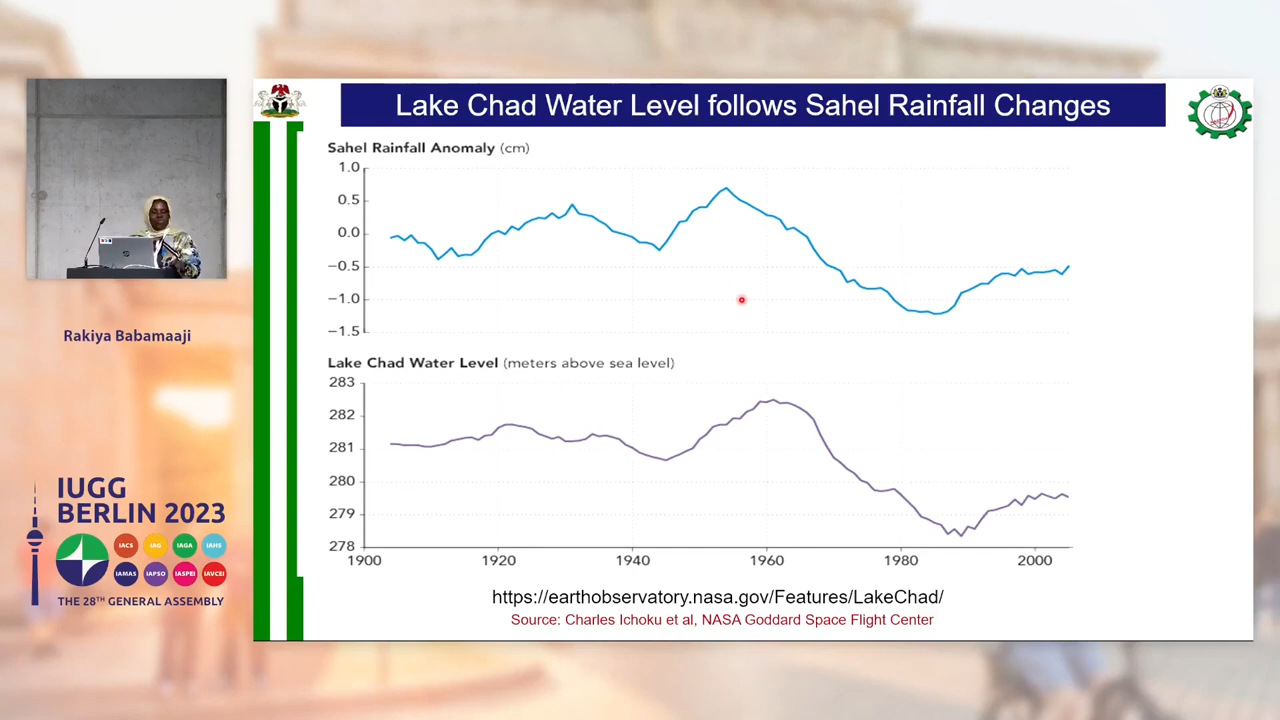 Lake Chad Water Level follows Sahel Rainfall Changes
Sahel Rainfall Anomaly (cm)
1.0
0.5
0.0
−0.5
−1.0
−1.5
Lake Chad Water Level (meters above sea level)
283
282
281
280
279
278
1900 1920 1940 1960 1980 2000
https://earthobservatory.nasa.gov/Features/LakeChad/
Source: Charles Ichoku et al, NASA Goddard Space Flight Center
Rakiya Babamaaji
IUGG
BERLIN 2023
IACS IAG IAGA IAHS
IAMAS IAPSO IASPEI IAVCEI
THE 28TH GENERAL ASSEMBLY